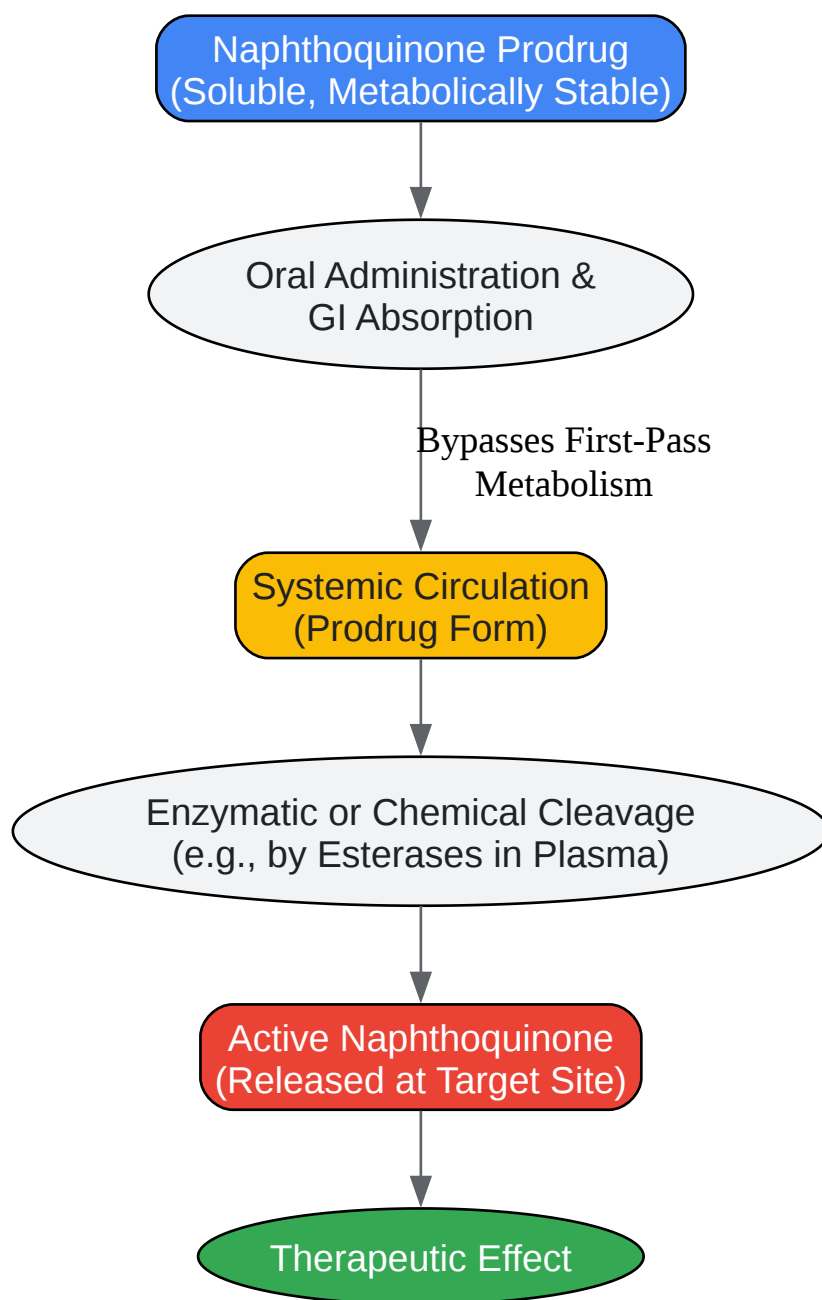 Naphthoquinone Prodrug
(Soluble, Metabolically Stable)
Oral Administration &
GI Absorption
Bypasses First-Pass
Metabolism
Systemic Circulation
(Prodrug Form)
Enzymatic or Chemical Cleavage
(e.g., by Esterases in Plasma)
Active Naphthoquinone
(Released at Target Site)
Therapeutic Effect